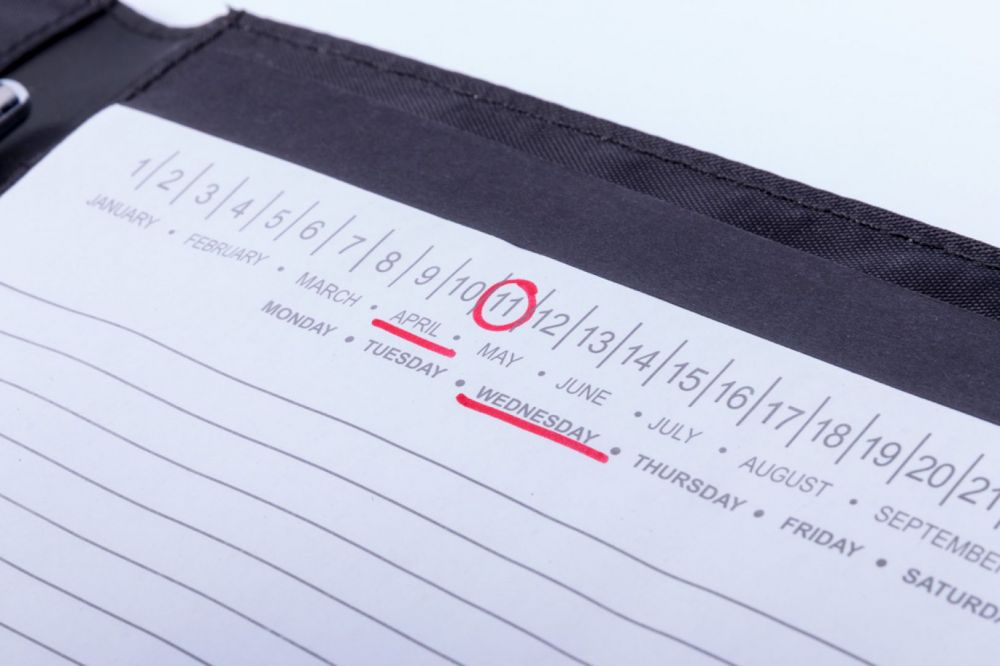 1/2/3/4/5/6/7/8/9/10/11/12/13/14/15/16/17/18/19/20/21
JANUARY • FEBRUARY • MARCH • APRIL • MAY • JUNE • JULY • AUGUST • SEPTEMBER
MONDAY • TUESDAY • WEDNESDAY • THURSDAY • FRIDAY • SATURDA